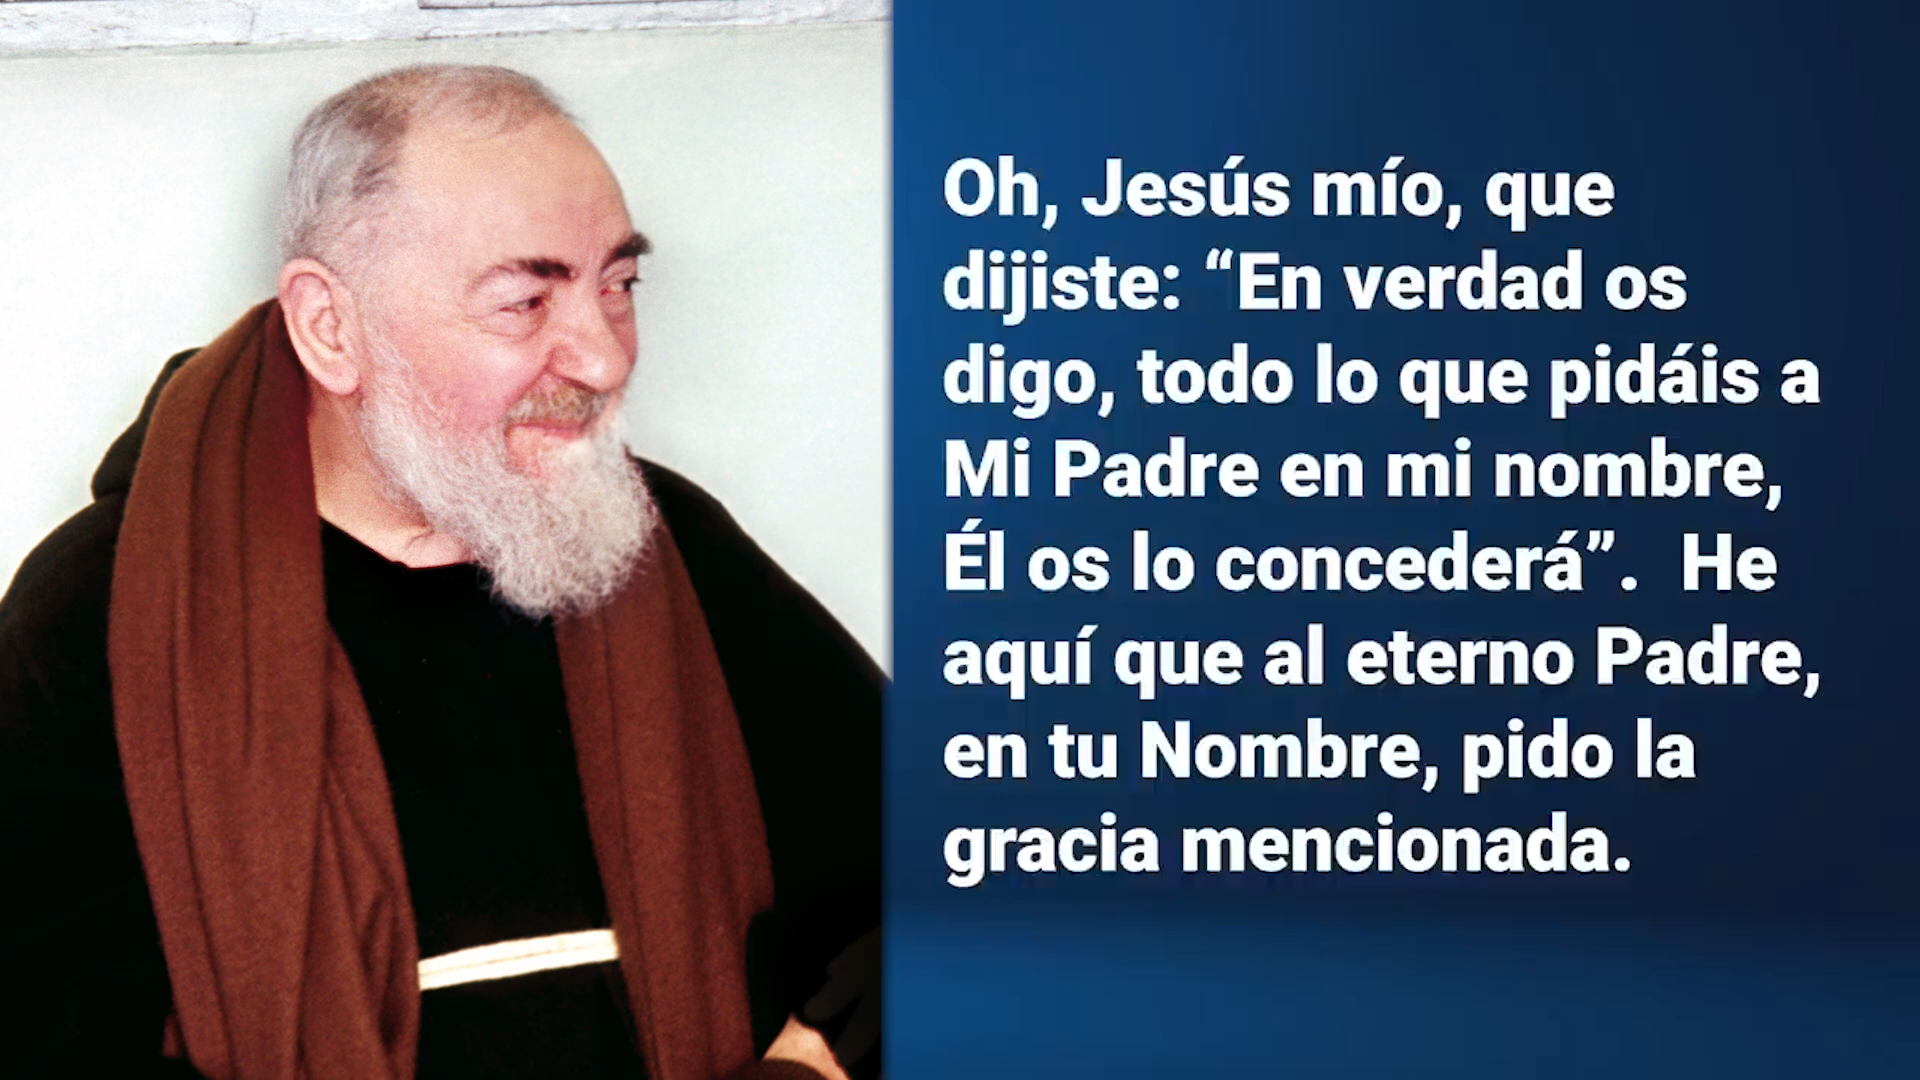 Oh, Jesús mío, que
dijiste: “En verdad os
digo, todo lo que pidáis a
Mi Padre en mi nombre,
Él os lo concederá”.  He
aquí que al eterno Padre,
en tu Nombre, pido la
gracia mencionada.